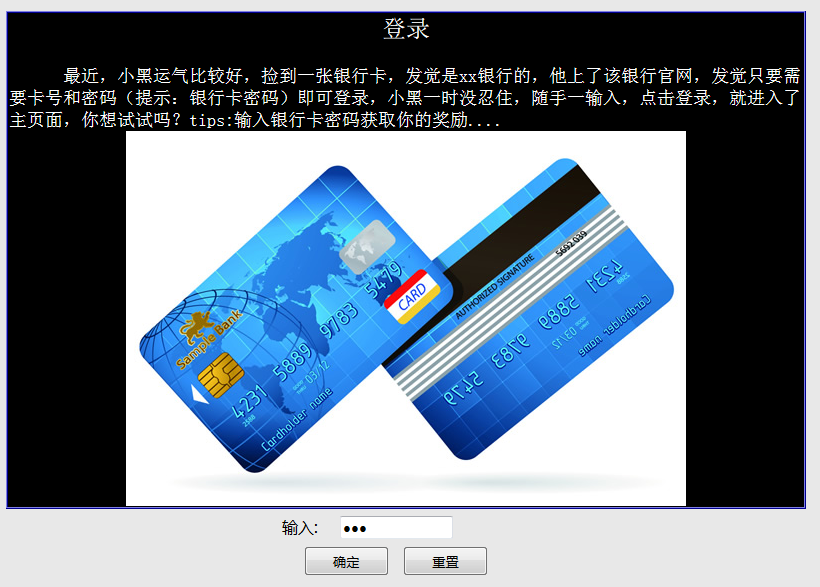 登录
最近，小黑运气比较好，捡到一张银行卡，发觉是xx银行的，他上了该银行官网，发觉只要需
要卡号和密码（提示：银行卡密码）即可登录，小黑一时没忍住，随手一输入，点击登录，就进入了
主页面，你想试试吗？tips:输入银行卡密码获取你的奖励....
Sample Bank
4231 5889 9783 5479
2588
03/12
Cardholder name
CARD
AUTHORIZED SIGNATURE
5692 039
4231 5889 9783 5479
03/12
Cardholder name
输入:
●●●
确定
重置